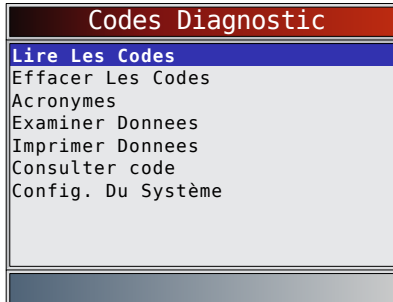 Codes Diagnostic
Lire Les Codes
Effacer Les Codes
Acronymes
Examiner Donnees
Imprimer Donnees
Consulter code
Config. Du Système